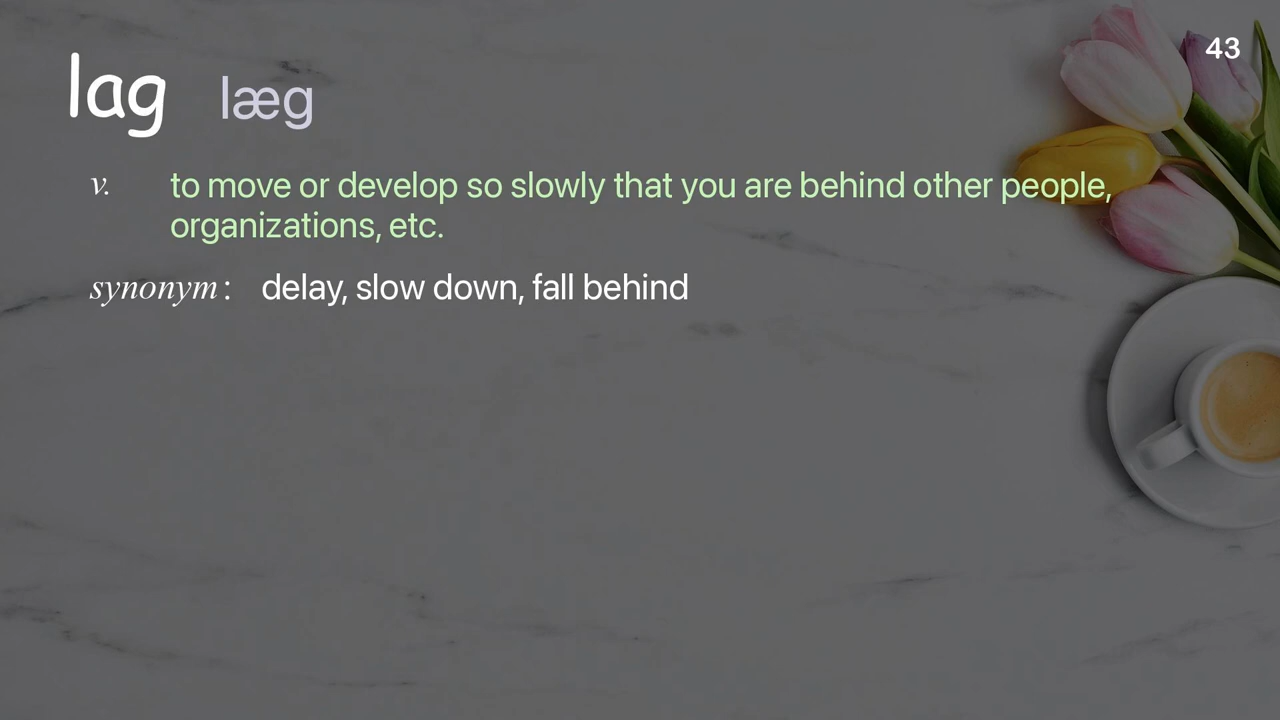 43
lag læg
v. to move or develop so slowly that you are behind other people,
organizations, etc.
synonym: delay, slow down, fall behind